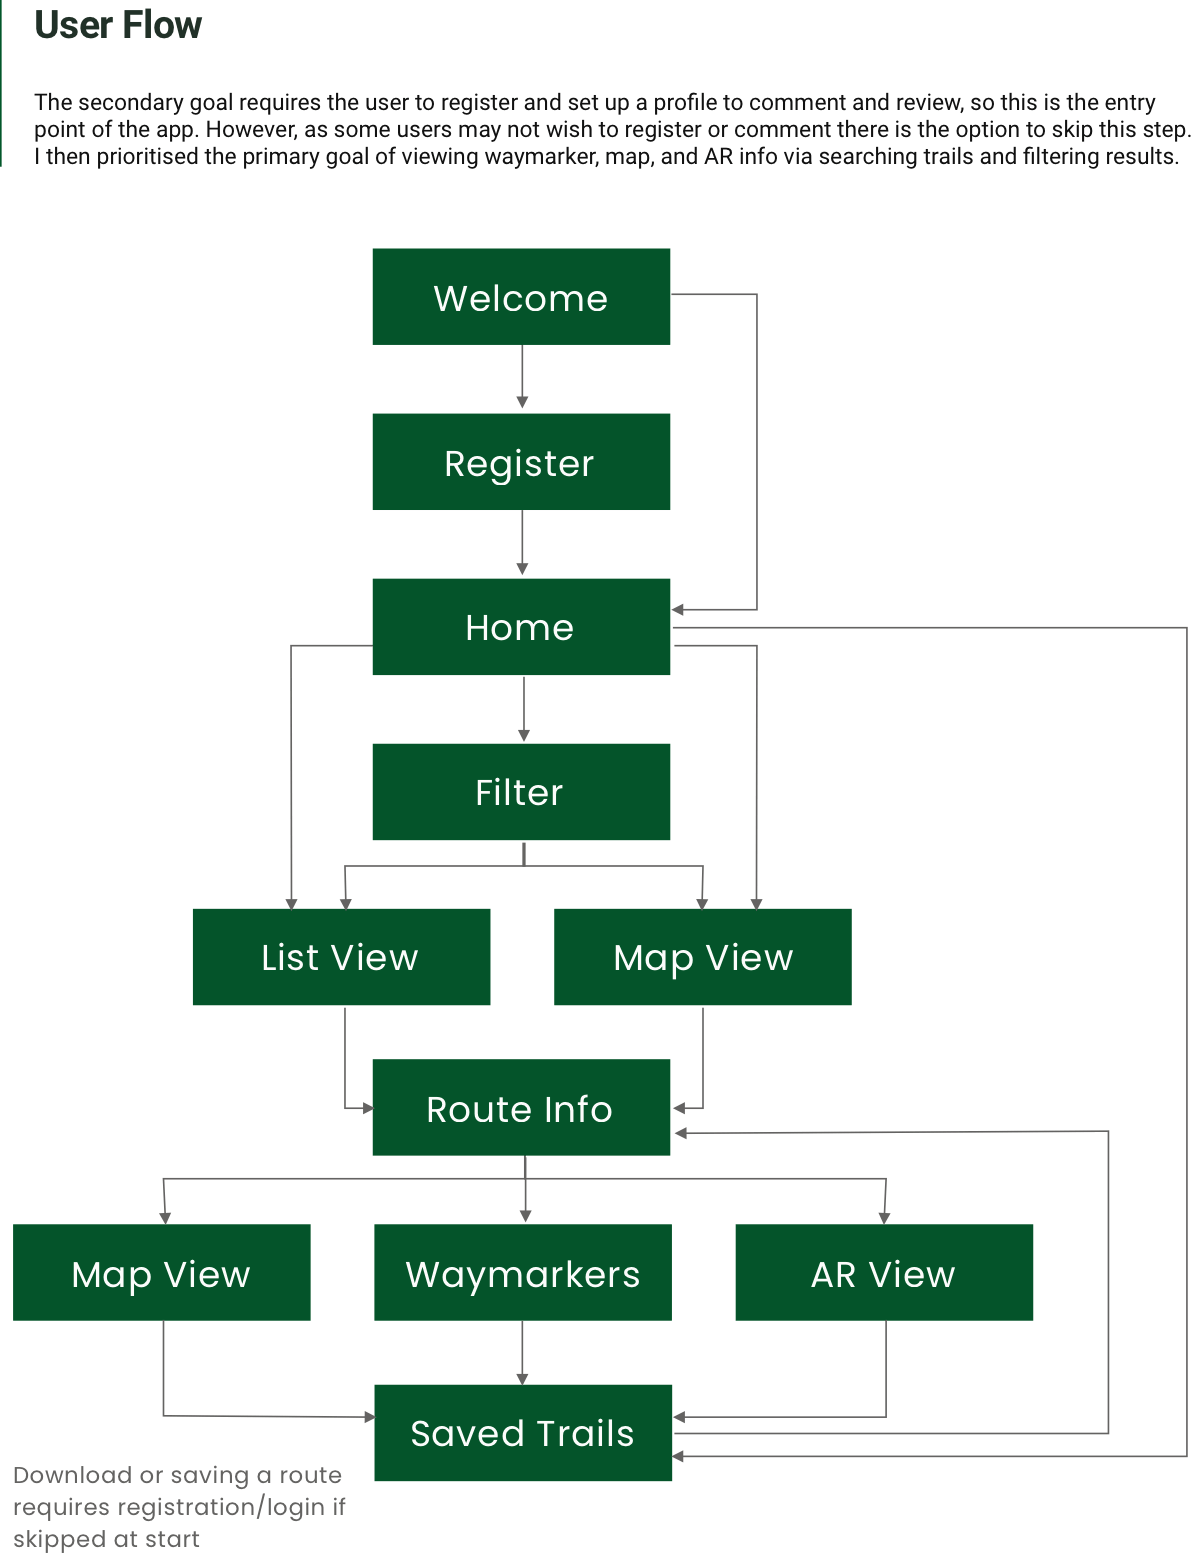 User Flow
The secondary goal requires the user to register and set up a profile to comment and review, so this is the entry
point of the app. However, as some users may not wish to register or comment there is the option to skip this step.
I then prioritised the primary goal of viewing waymarker, map, and AR info via searching trails and filtering results.
Welcome
Register
Home
Filter
List View
Map View
Route Info
Map View
Waymarkers
AR View
Saved Trails
Download or saving a route
requires registration/login if
skipped at start